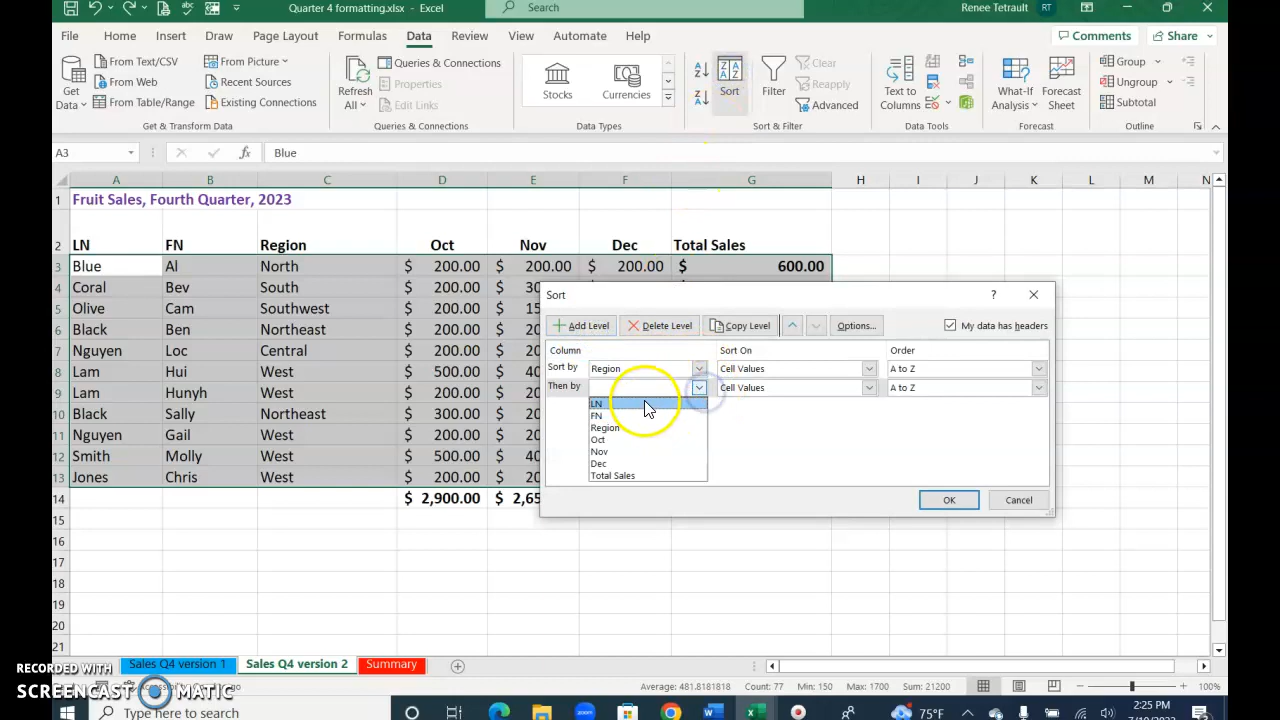 Quarter 4 formatting.xlsx - Excel
Search
Renee Tetrault RT
File Home Insert Draw Page Layout Formulas Data Review View Automate Help Comments Share
Get Data
From Text/CSV
From Web
From Table/Range
From Picture
Recent Sources
Existing Connections
Get & Transform Data
Refresh All
Queries & Connections
Properties
Edit Links
Queries & Connections
Stocks
Currencies
Data Types
Sort
Filter
Clear
Reapply
Advanced
Sort & Filter
Text to Columns
Data Tools
What-If Analysis
Forecast Sheet
Forecast
Group
Ungroup
Subtotal
Outline
A3 fx Blue
A B C D E F G H I J K L M N
1 Fruit Sales, Fourth Quarter, 2023
2 LN FN Region Oct Nov Dec Total Sales
3 Blue Al North $ 200.00 $ 200.00 $ 200.00 $ 600.00
4 Coral Bev South $ 200.00 $ 30
5 Olive Cam Southwest $ 200.00 $ 15
6 Black Ben Northeast $ 200.00 $ 20
7 Nguyen Loc Central $ 200.00 $ 20
8 Lam Hui West $ 500.00 $ 40
9 Lam Hunyh West $ 200.00 $ 20
10 Black Sally Northeast $ 300.00 $ 20
11 Nguyen Gail West $ 200.00 $ 20
12 Smith Molly West $ 500.00 $ 40
13 Jones Chris West $ 200.00 $ 20
14 $ 2,900.00 $ 2,65
15
16
17
18
19
20
21
Sort ?
Add Level Delete Level Copy Level Options... My data has headers
Column Sort On Order
Sort by Region Cell Values A to Z
Then by Cell Values A to Z
LN
FN
Region
Oct
Nov
Dec
Total Sales
OK Cancel
Sales Q4 version 1 Sales Q4 version 2 Summary
RECORDED WITH
SCREENCAST MATIC
Average: 481.8181818 Count: 77 Min: 150 Max: 1700 Sum: 21200 100%
Type here to search
75°F
2:25 PM